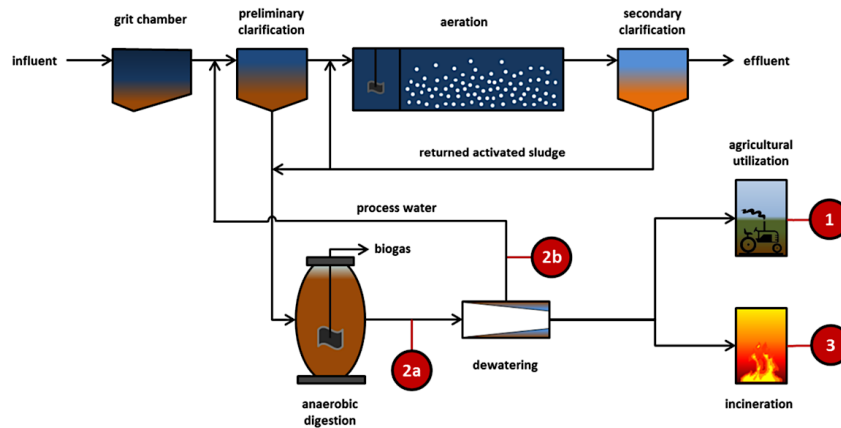 grit chamber
preliminary
clarification
aeration
secondary
clarification
influent
effluent
returned activated sludge
agricultural
utilization
process water
1
biogas
2b
2a
dewatering
3
anaerobic
digestion
incineration